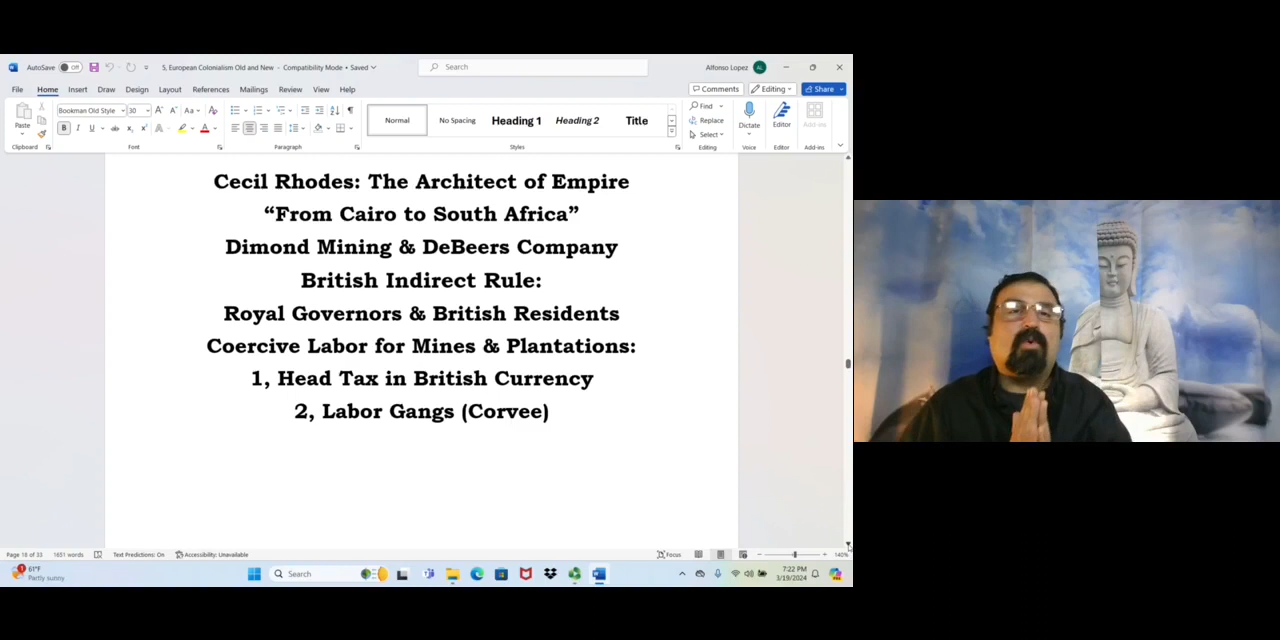 AutoSave Off 5, European Colonialism Old and New - Compatibility Mode • Saved Search Alfonso Lopez AL
File Home Insert Draw Design Layout References Mailings Review View Help Comments Editing Share
Paste Bookman Old Style 30 Normal No Spacing Heading 1 Heading 2 Title Find Replace Select Dictate Editor Add-ins
Clipboard Font Paragraph Styles Editing Voice Editor Add-ins
Cecil Rhodes: The Architect of Empire
“From Cairo to South Africa”
Dimond Mining & DeBeers Company
British Indirect Rule:
Royal Governors & British Residents
Coercive Labor for Mines & Plantations:
1, Head Tax in British Currency
2, Labor Gangs (Corvee)
Page 18 of 33 1651 words Text Predictions: On Accessibility: Unavailable Focus 140%
61°F
Partly sunny
Search
7:22 PM
3/19/2024